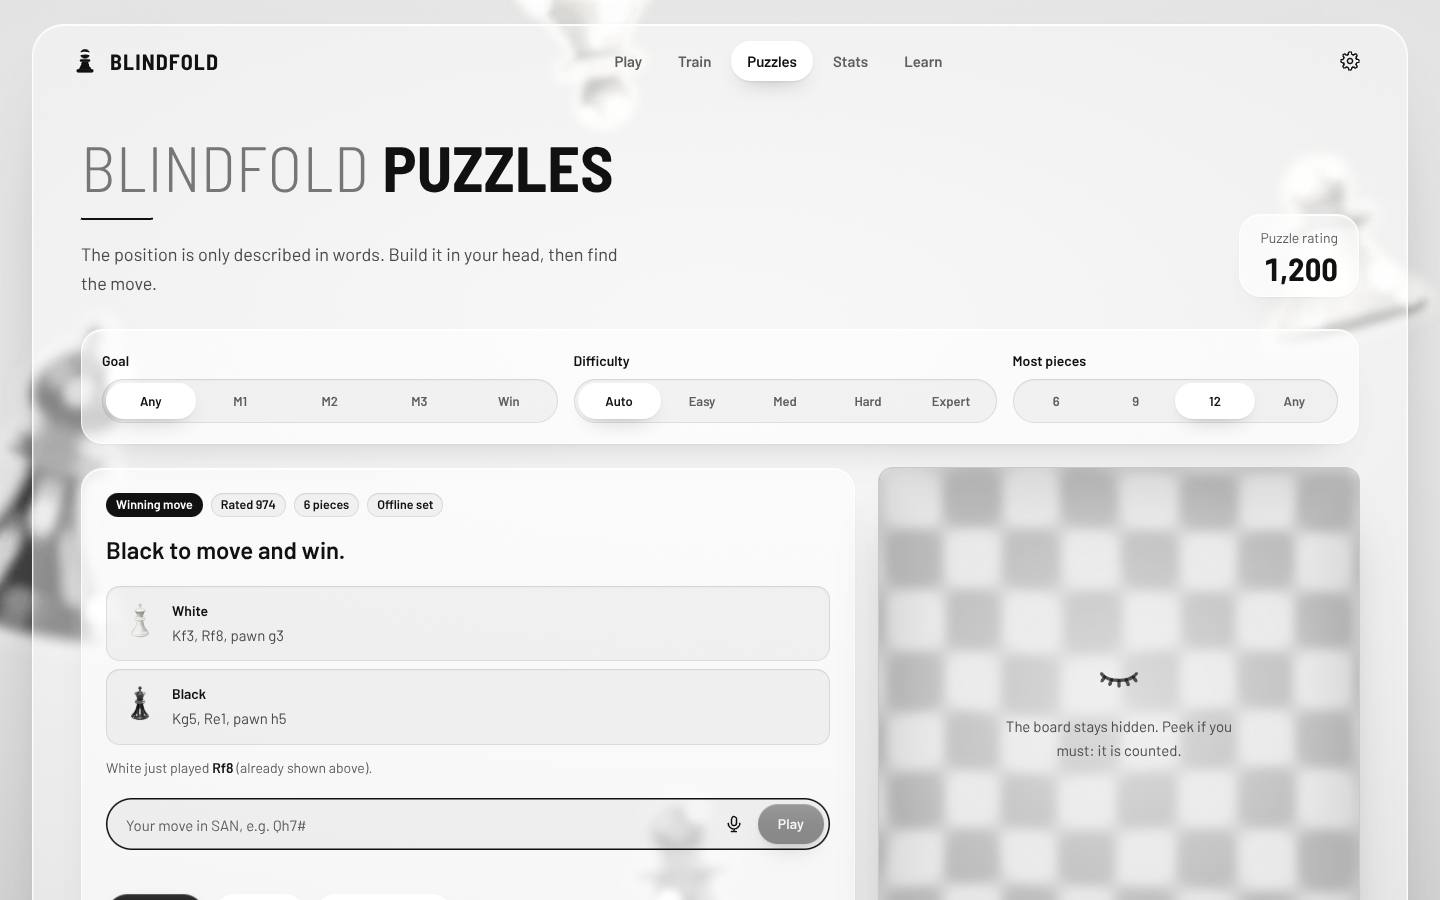 BLINDFOLD
Play
Train
Puzzles
Stats
Learn
BLINDFOLD PUZZLES
The position is only described in words. Build it in your head, then find
the move.
Puzzle rating
1,200
Goal
Any
M1
M2
M3
Win
Difficulty
Auto
Easy
Med
Hard
Expert
Most pieces
6
9
12
Any
Winning move
Rated 974
6 pieces
Offline set
Black to move and win.
White
Kf3, Rf8, pawn g3
Black
Kg5, Re1, pawn h5
White just played Rf8 (already shown above).
Your move in SAN, e.g. Qh7#
Play
The board stays hidden. Peek if you
must: it is counted.